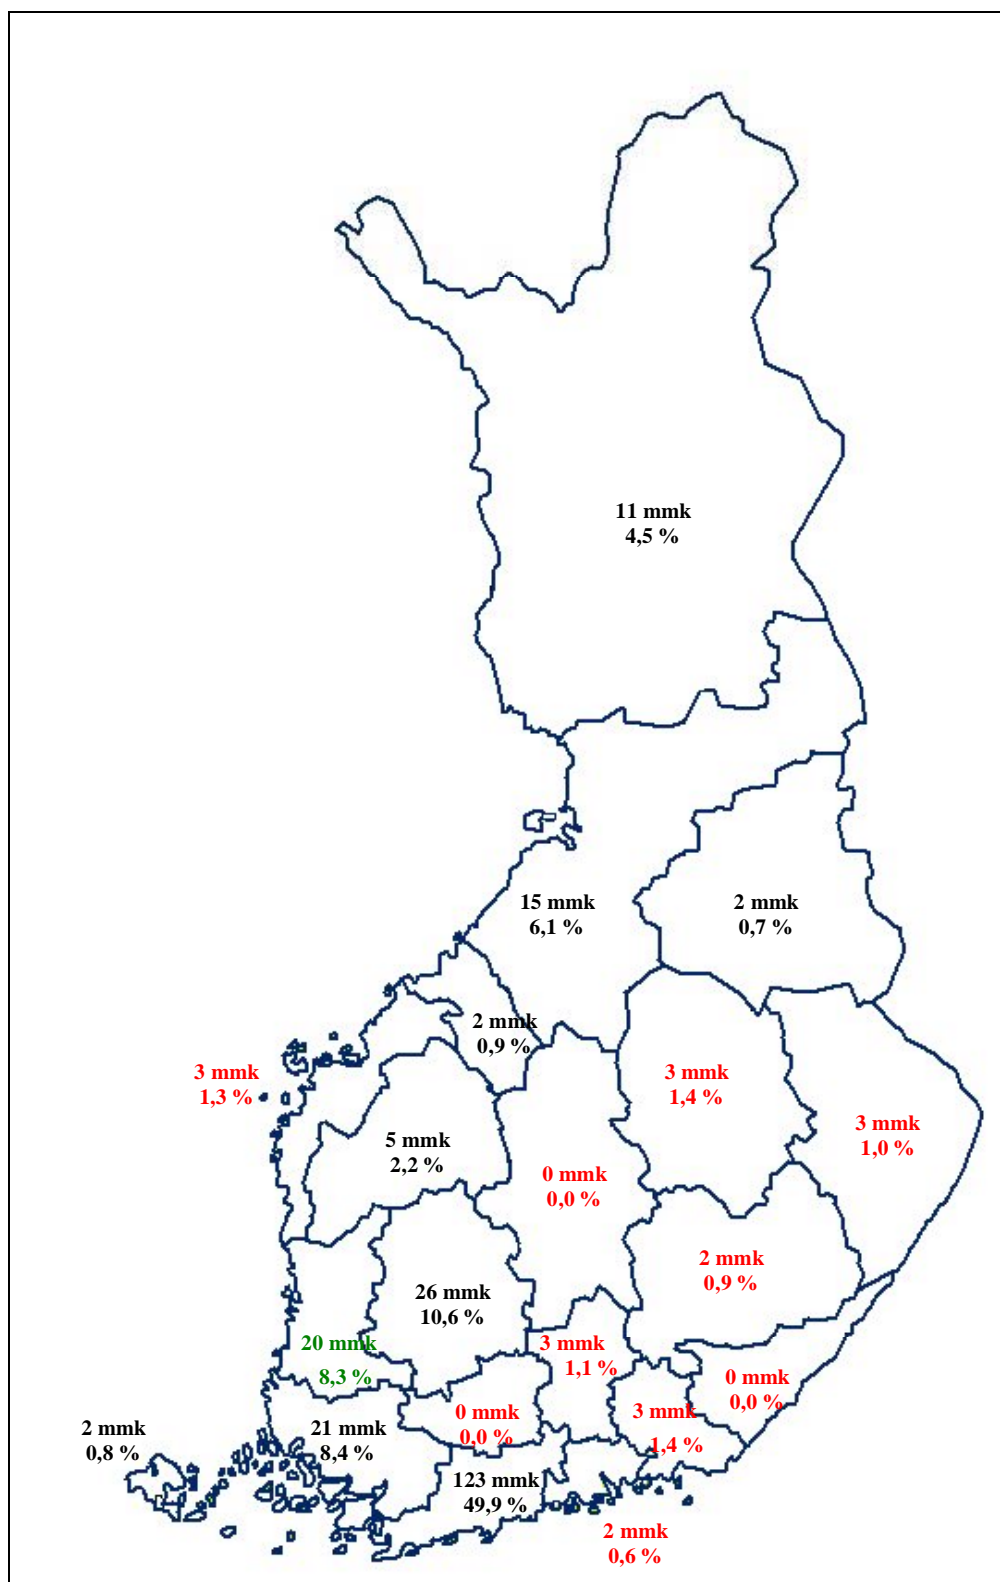 11 mmk
4,5 %
15 mmk
6,1 %
2 mmk
0,7 %
2 mmk
0,9 %
3 mmk
1,3 %
3 mmk
1,4 %
3 mmk
1,0 %
5 mmk
2,2 %
0 mmk
0,0 %
2 mmk
0,9 %
26 mmk
10,6 %
20 mmk
8,3 %
3 mmk
1,1 %
0 mmk
0,0 %
0 mmk
0,0 %
3 mmk
1,4 %
2 mmk
0,8 %
21 mmk
8,4 %
123 mmk
49,9 %
2 mmk
0,6 %